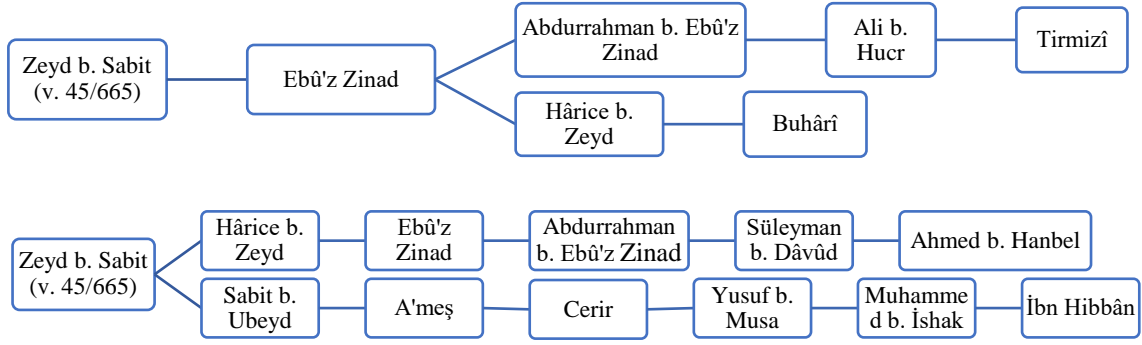 Zeyd b. Sabit
(v. 45/665)
Ebû'z Zinad
Abdurrahman b. Ebû'z
Zinad
Ali b.
Hucr
Tirmizî
Hârice b.
Zeyd
Buhârî
Zeyd b. Sabit
(v. 45/665)
Hârice b.
Zeyd
Ebû'z
Zinad
Abdurrahman
b. Ebû'z Zinad
Süleyman
b. Dâvûd
Ahmed b. Hanbel
Sabit b.
Ubeyd
A'meş
Cerir
Yusuf b.
Musa
Muhamme
d b. İshak
İbn Hibbân